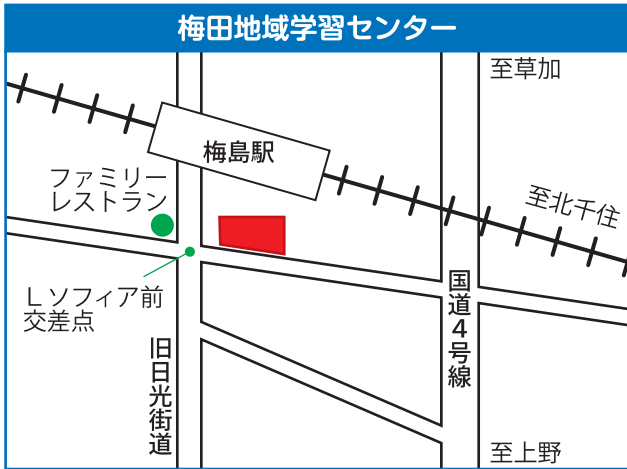 梅田地域学習センター
至草加
梅島駅
ファミリー
レストラン
至北千住
Lソフィア前
交差点
国道4号線
旧日光街道
至上野